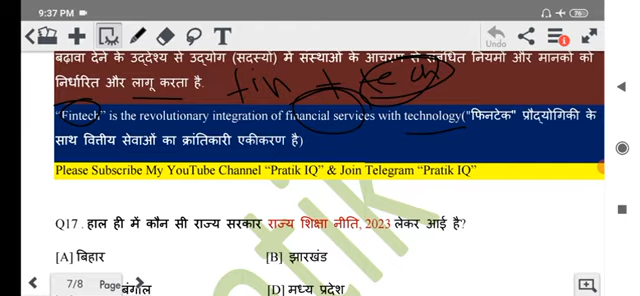 9:37 PM
76
Undo
बढ़ावा देने के उद्देश्य से उद्योग (सदस्यों) में संस्थाओं के आचरण से संबंधित नियमों और मानकों को
निर्धारित और लागू करता है. fin + tech
“Fintech” is the revolutionary integration of financial services with technology("फिनटेक" प्रौद्योगिकी के
साथ वितीय सेवाओं का क्रांतिकारी एकीकरण है)
Please Subscribe My YouTube Channel “Pratik IQ” & Join Telegram “Pratik IQ”
Q17 . हाल ही में कौन सी राज्य सरकार राज्य शिक्षा नीति, 2023 लेकर आई है?
[A] बिहार [B] झारखंड
बंगाल [D] मध्य प्रदेश
7/8 Page